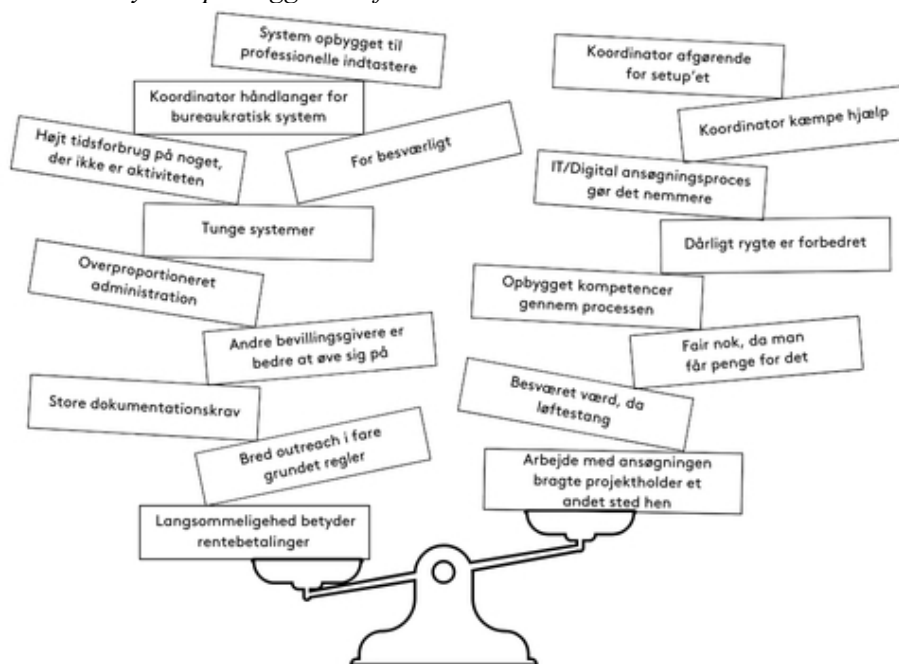 System opbygget til
professionelle indtastere
Koordinator håndlanger for
bureaukratisk system
Højt tidsforbrug på noget,
der ikke er aktiviteten
For besværligt
Tunge systemer
Overproportioneret
administration
Andre bevillingsgivere er
bedre at øve sig på
Store dokumentationskrav
Bred outreach i fare
grundet regler
Langsommeligehed betyder
rentebetalinger
Koordinator afgørende
for setup'et
Koordinator kæmpe hjælp
IT/Digital ansøgningsproces
gør det nemmere
Dårligt rygte er forbedret
Opbygget kompetencer
gennem processen
Fair nok, da man
får penge for det
Besværet værd, da
løftestang
Arbejde med ansøgningen
bragte projektholder et
andet sted hen